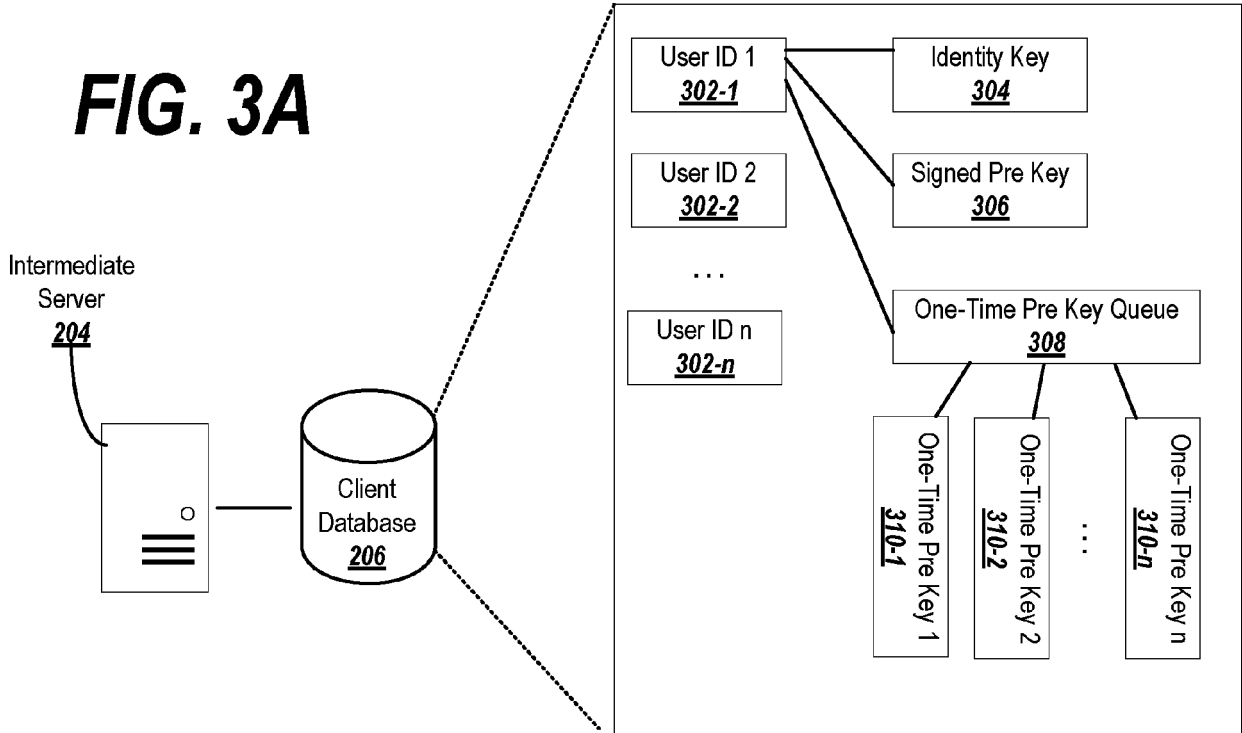 FIG. 3A
Intermediate
Server
204
Client
Database
206
User ID 1
302-1
User ID 2
302-2
...
User ID n
302-n
Identity Key
304
Signed Pre Key
306
One-Time Pre Key Queue
308
One-Time Pre Key 1
310-1
One-Time Pre Key 2
310-2
...
One-Time Pre Key n
310-n